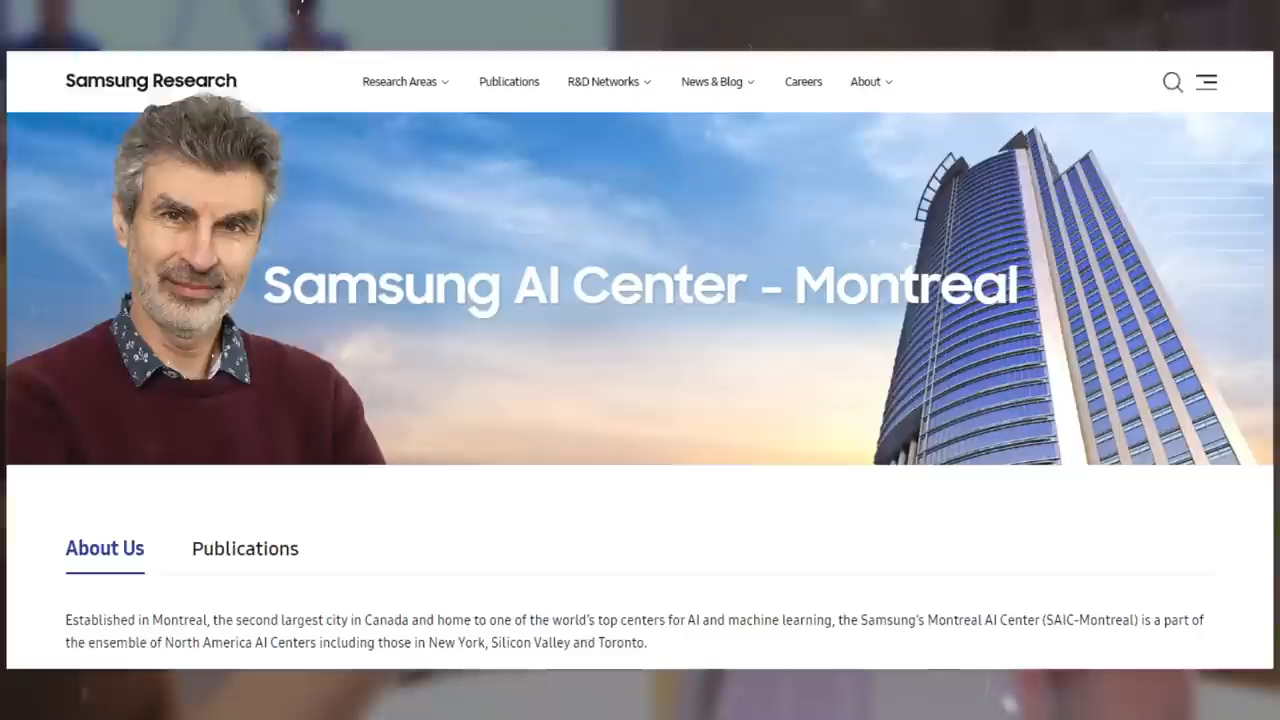 Samsung Research
Research Areas
Publications
R&D Networks
News & Blog
Careers
About
Samsung AI Center - Montreal
About Us
Publications
Established in Montreal, the second largest city in Canada and home to one of the world's top centers for AI and machine learning, the Samsung's Montreal AI Center (SAIC-Montreal) is a part of
the ensemble of North America AI Centers including those in New York, Silicon Valley and Toronto.